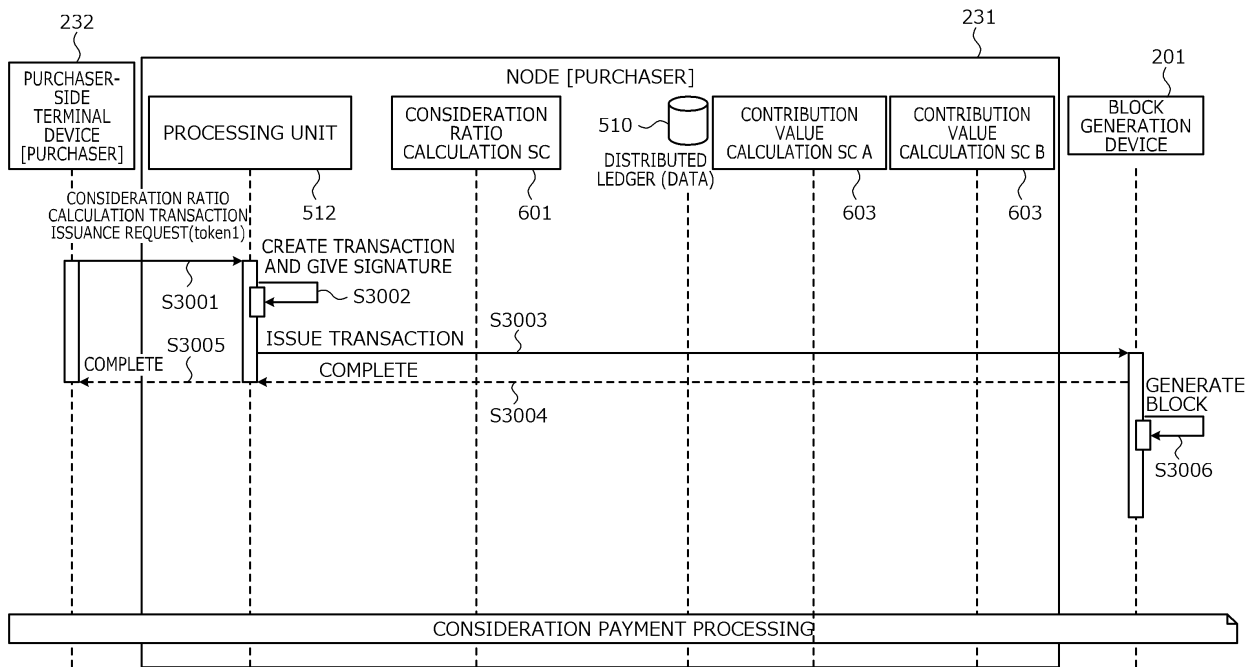 232
231
201
NODE [PURCHASER]
PURCHASER-
SIDE
TERMINAL
DEVICE
[PURCHASER]
PROCESSING UNIT
CONSIDERATION
RATIO
CALCULATION SC
510
DISTRIBUTED
LEDGER (DATA)
CONTRIBUTION
VALUE
CALCULATION SC A
CONTRIBUTION
VALUE
CALCULATION SC B
BLOCK
GENERATION
DEVICE
512
601
603
603
CONSIDERATION RATIO
CALCULATION TRANSACTION
ISSUANCE REQUEST(token1)
CREATE TRANSACTION
AND GIVE SIGNATURE
S3001
S3002
ISSUE TRANSACTION
S3003
COMPLETE
S3005
COMPLETE
S3004
GENERATE
BLOCK
S3006
CONSIDERATION PAYMENT PROCESSING